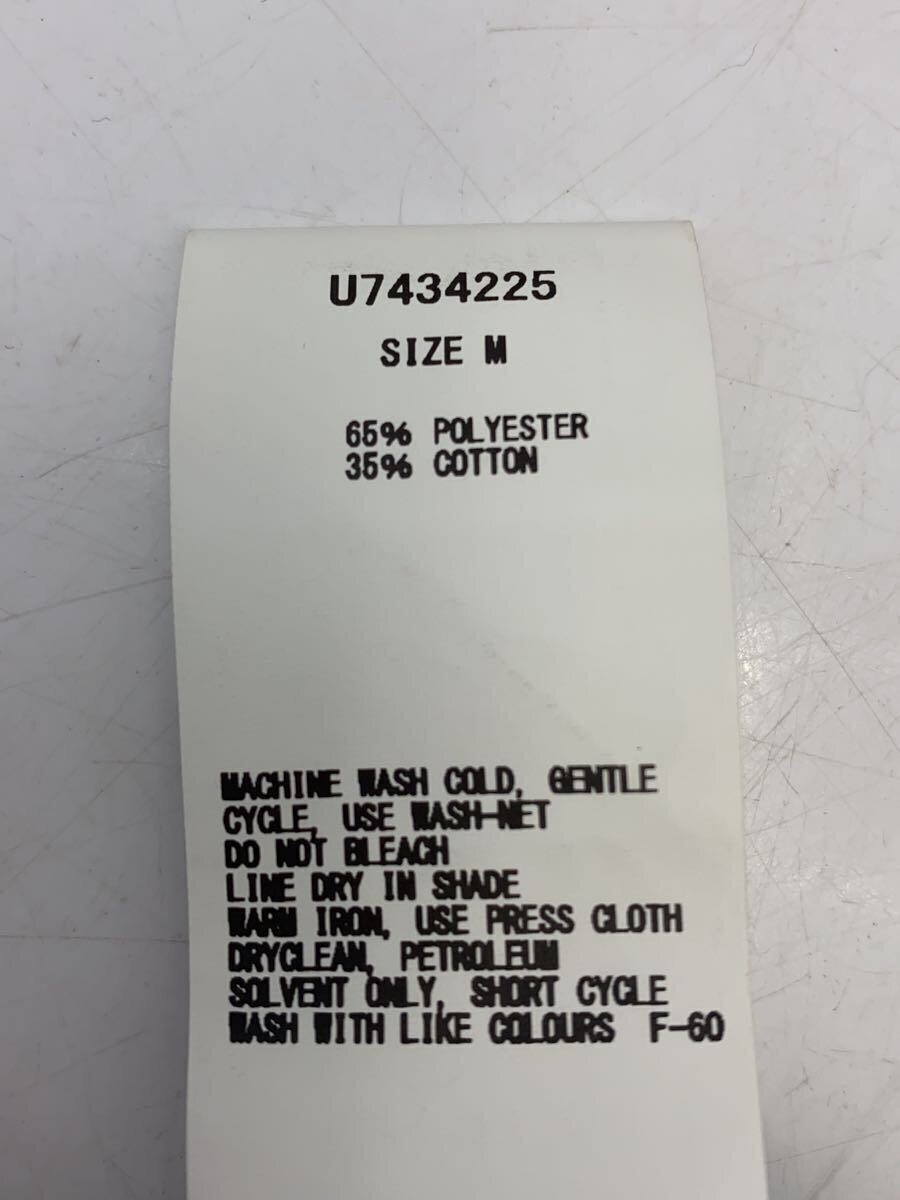 U7434225
SIZE M
65% POLYESTER
35% COTTON
MACHINE WASH COLD, GENTLE
CYCLE, USE WASH-NET
DO NOT BLEACH
LINE DRY IN SHADE
WARM IRON, USE PRESS CLOTH
DRYCLEAN, PETROLEUM
SOLVENT ONLY, SHORT CYCLE
WASH WITH LIKE COLOURS F-60